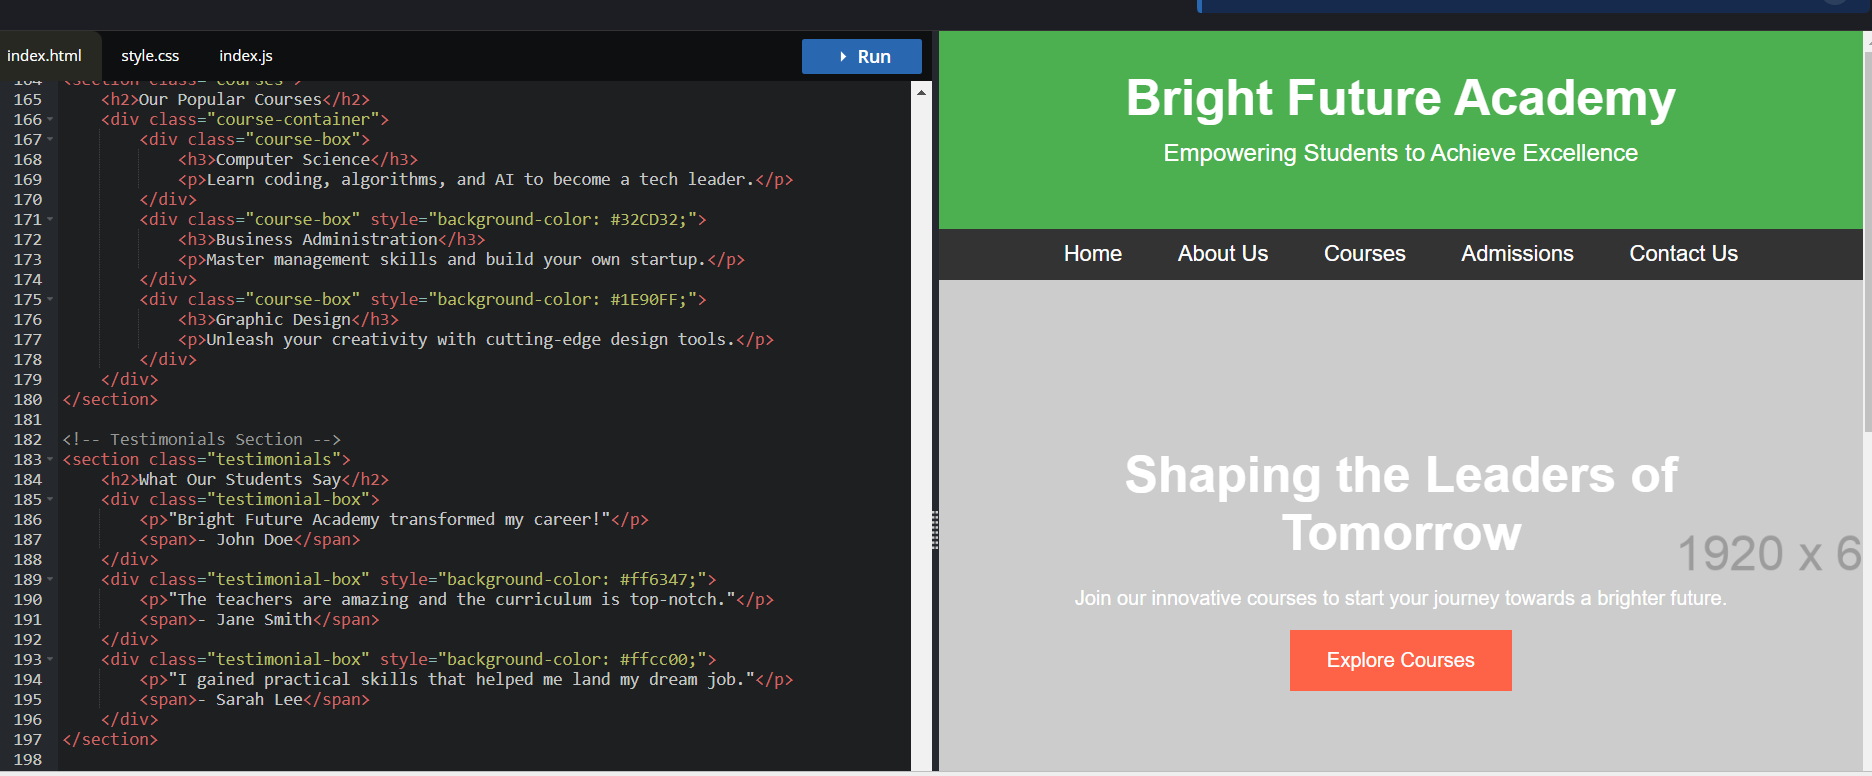 index.html style.css index.js Run
164 <section class="courses">
165 <h2>Our Popular Courses</h2>
166 <div class="course-container">
167 <div class="course-box">
168 <h3>Computer Science</h3>
169 <p>Learn coding, algorithms, and AI to become a tech leader.</p>
170 </div>
171 <div class="course-box" style="background-color: #32CD32;">
172 <h3>Business Administration</h3>
173 <p>Master management skills and build your own startup.</p>
174 </div>
175 <div class="course-box" style="background-color: #1E90FF;">
176 <h3>Graphic Design</h3>
177 <p>Unleash your creativity with cutting-edge design tools.</p>
178 </div>
179 </div>
180 </section>
181
182 <!-- Testimonials Section -->
183 <section class="testimonials">
184 <h2>What Our Students Say</h2>
185 <div class="testimonial-box">
186 <p>"Bright Future Academy transformed my career!"</p>
187 <span>- John Doe</span>
188 </div>
189 <div class="testimonial-box" style="background-color: #ff6347;">
190 <p>"The teachers are amazing and the curriculum is top-notch."</p>
191 <span>- Jane Smith</span>
192 </div>
193 <div class="testimonial-box" style="background-color: #ffcc00;">
194 <p>"I gained practical skills that helped me land my dream job."</p>
195 <span>- Sarah Lee</span>
196 </div>
197 </section>
198
Bright Future Academy
Empowering Students to Achieve Excellence
Home About Us Courses Admissions Contact Us
Shaping the Leaders of
Tomorrow
1920 x 6
Join our innovative courses to start your journey towards a brighter future.
Explore Courses